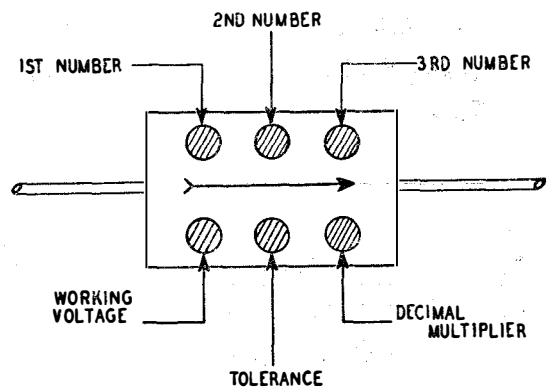 2ND NUMBER
1ST NUMBER
3RD NUMBER
WORKING
VOLTAGE
DECIMAL
MULTIPLIER
TOLERANCE